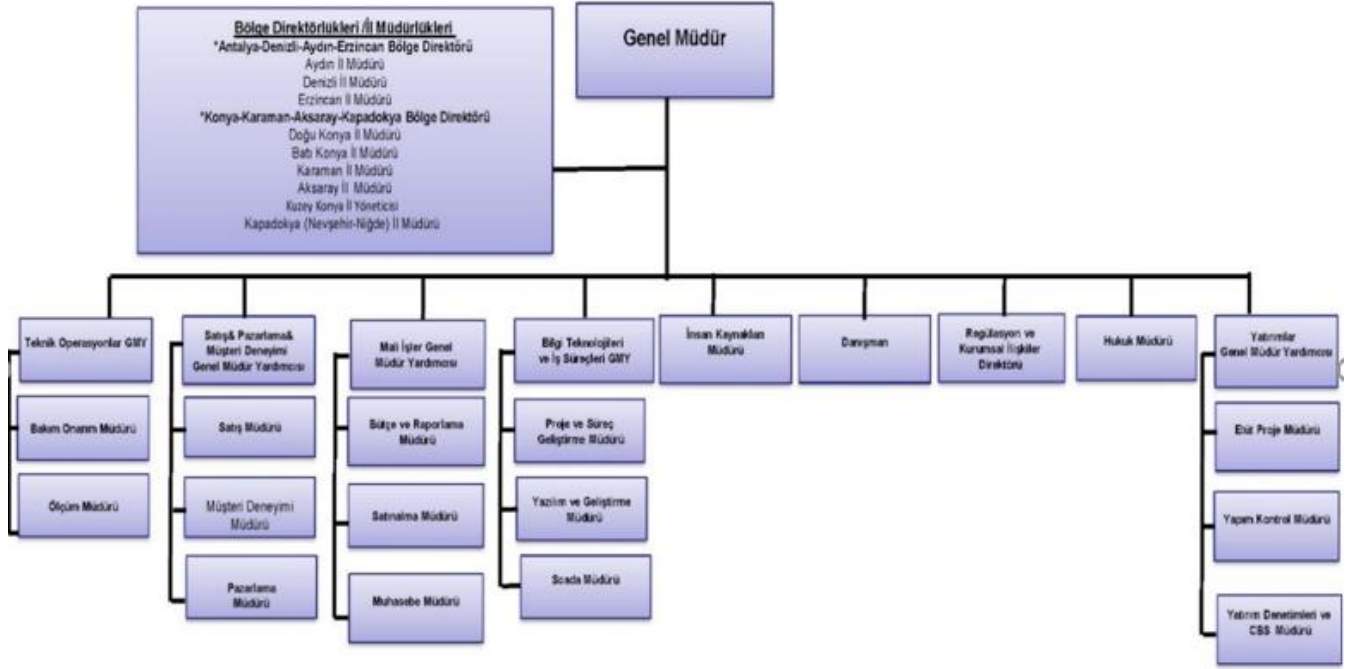 Bölge Direktörlükleri /İl Müdürlükleri
*Antalya-Denizli-Aydın-Erzincan Bölge Direktörü
Aydın İl Müdürü
Denizli İl Müdürü
Erzincan İl Müdürü
*Konya-Karaman-Aksaray-Kapadokya Bölge Direktörü
Doğu Konya İl Müdürü
Batı Konya İl Müdürü
Karaman İl Müdürü
Aksaray İl Müdürü
Kuzey Konya İl Yöneticisi
Kapadokya (Nevşehir-Niğde) İl Müdürü
Genel Müdür
Teknik Operasyonlar GMY
Bakım Onarım Müdürü
Ölçüm Müdürü
Satış& Pazarlama&
Müşteri Deneyimi
Genel Müdür Yardımcısı
Satış Müdürü
Müşteri Deneyimi
Müdürü
Pazarlama
Müdürü
Mali İşler Genel
Müdür Yardımcısı
Bütçe ve Raporlama
Müdürü
Satınalma Müdürü
Muhasebe Müdürü
Bilgi Teknolojileri
ve İş Süreçleri GMY
Proje ve Süreç
Geliştirme Müdürü
Yazılım ve Geliştirme
Müdürü
Scada Müdürü
İnsan Kaynakları
Müdürü
Danışman
Regülasyon ve
Kurumsal İlişkiler
Direktörü
Hukuk Müdürü
Yatırımlar
Genel Müdür Yardımcısı
Etüt Proje Müdürü
Yapım Kontrol Müdürü
Yatırım Denetimleri ve
CBS Müdürü